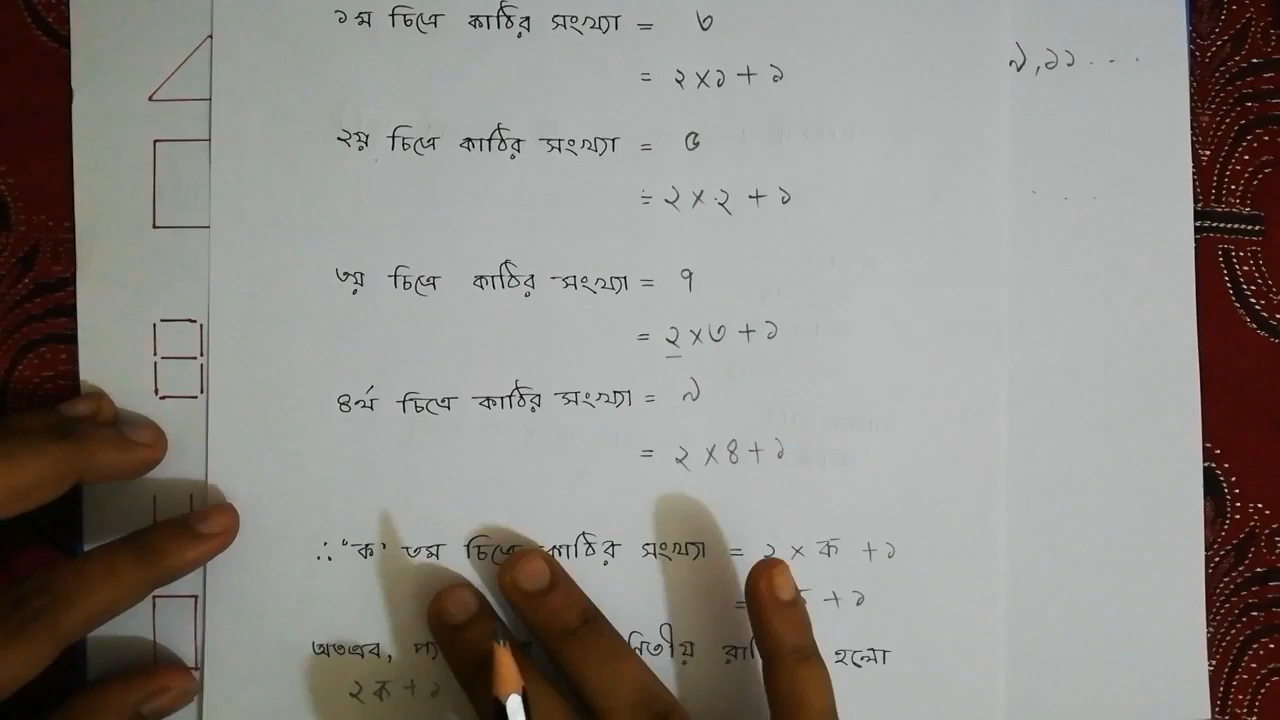 ১ম চিত্রে কাঠির সংখ্যা = ৩
৯,১১ ...
= ২×১+১
২য় চিত্রে কাঠির সংখ্যা = ৫
= ২×২+১
৩য় চিত্রে কাঠির সংখ্যা = ৭
= ২×৩+১
৪র্থ চিত্রে কাঠির সংখ্যা = ৯
= ২×৪+১
∴ 'ক' তম চিত্রে কাঠির সংখ্যা = ২×ক+১
= +১
অতএব, হলো
২ক+১